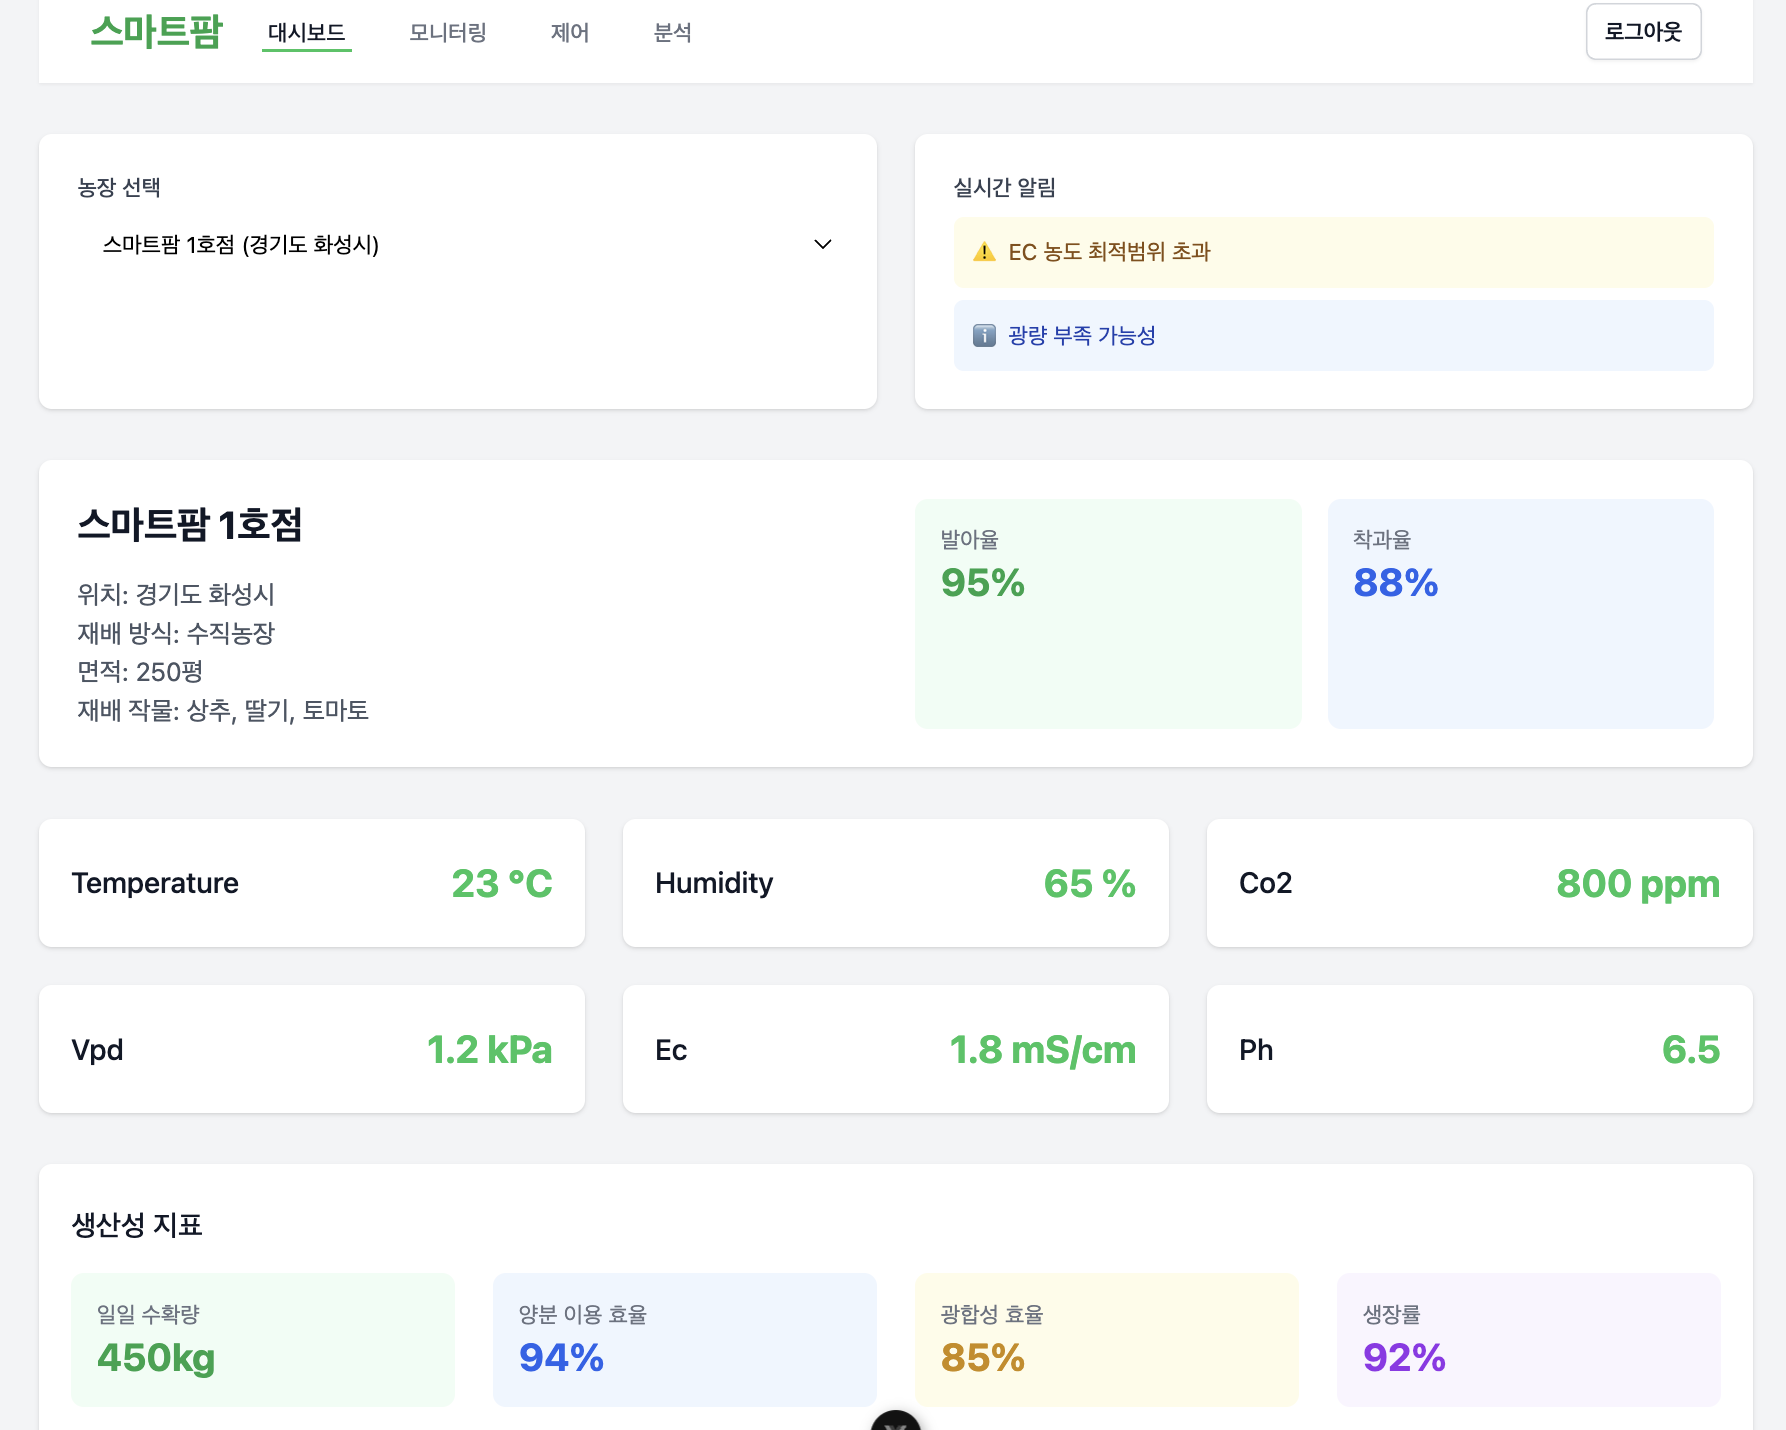 스마트팜 대시보드 모니터링 제어 분석 로그아웃
농장 선택
스마트팜 1호점 (경기도 화성시)
실시간 알림
EC 농도 최적범위 초과
광량 부족 가능성
스마트팜 1호점
위치: 경기도 화성시
재배 방식: 수직농장
면적: 250평
재배 작물: 상추, 딸기, 토마토
발아율
95%
착과율
88%
Temperature 23 °C
Humidity 65 %
Co2 800 ppm
Vpd 1.2 kPa
Ec 1.8 mS/cm
Ph 6.5
생산성 지표
일일 수확량
450kg
양분 이용 효율
94%
광합성 효율
85%
생장률
92%